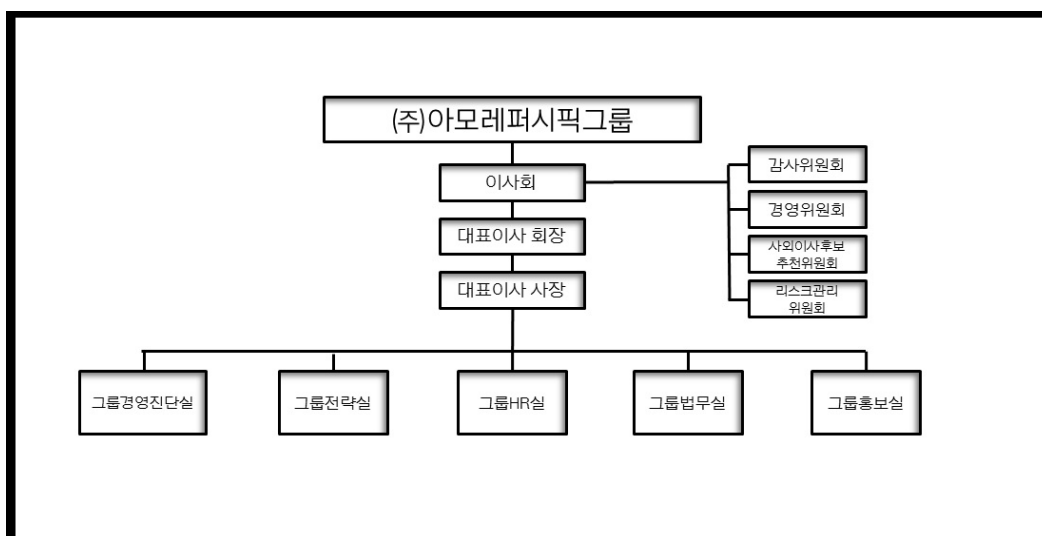 (주)아모레퍼시픽그룹
이사회
감사위원회
경영위원회
대표이사 회장
사외이사후보
추천위원회
대표이사 사장
리스크관리
위원회
그룹경영진단실
그룹전략실
그룹HR실
그룹법무실
그룹홍보실